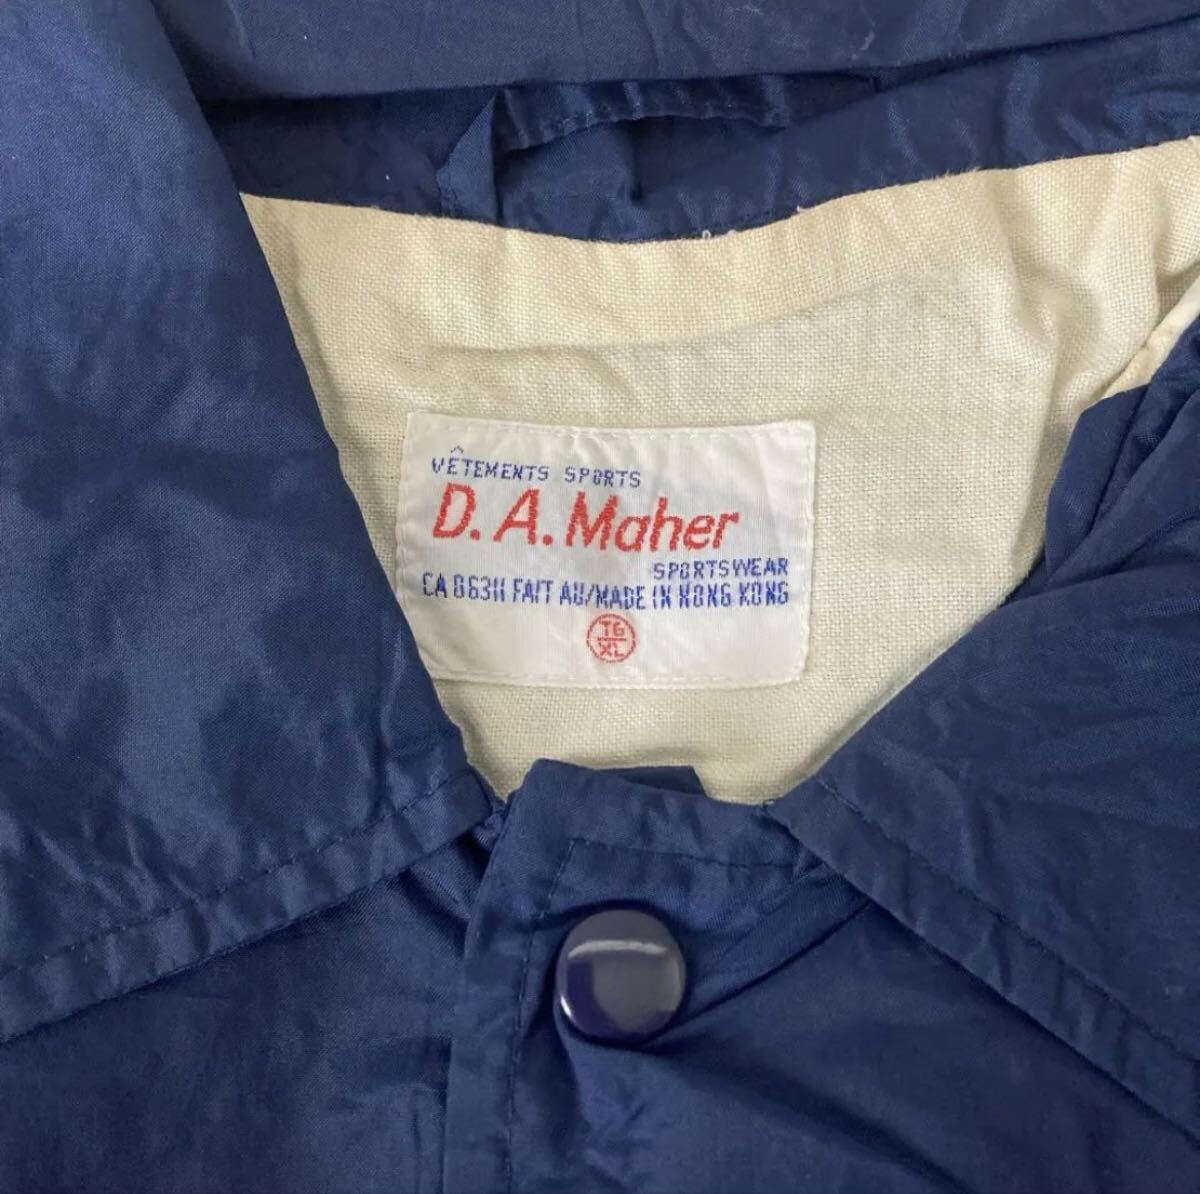 VÊTEMENTS SPORTS
D.A. Maher
SPORTSWEAR
CA 06311 FAIT AU/MADE IN HONG KONG
TG
XL